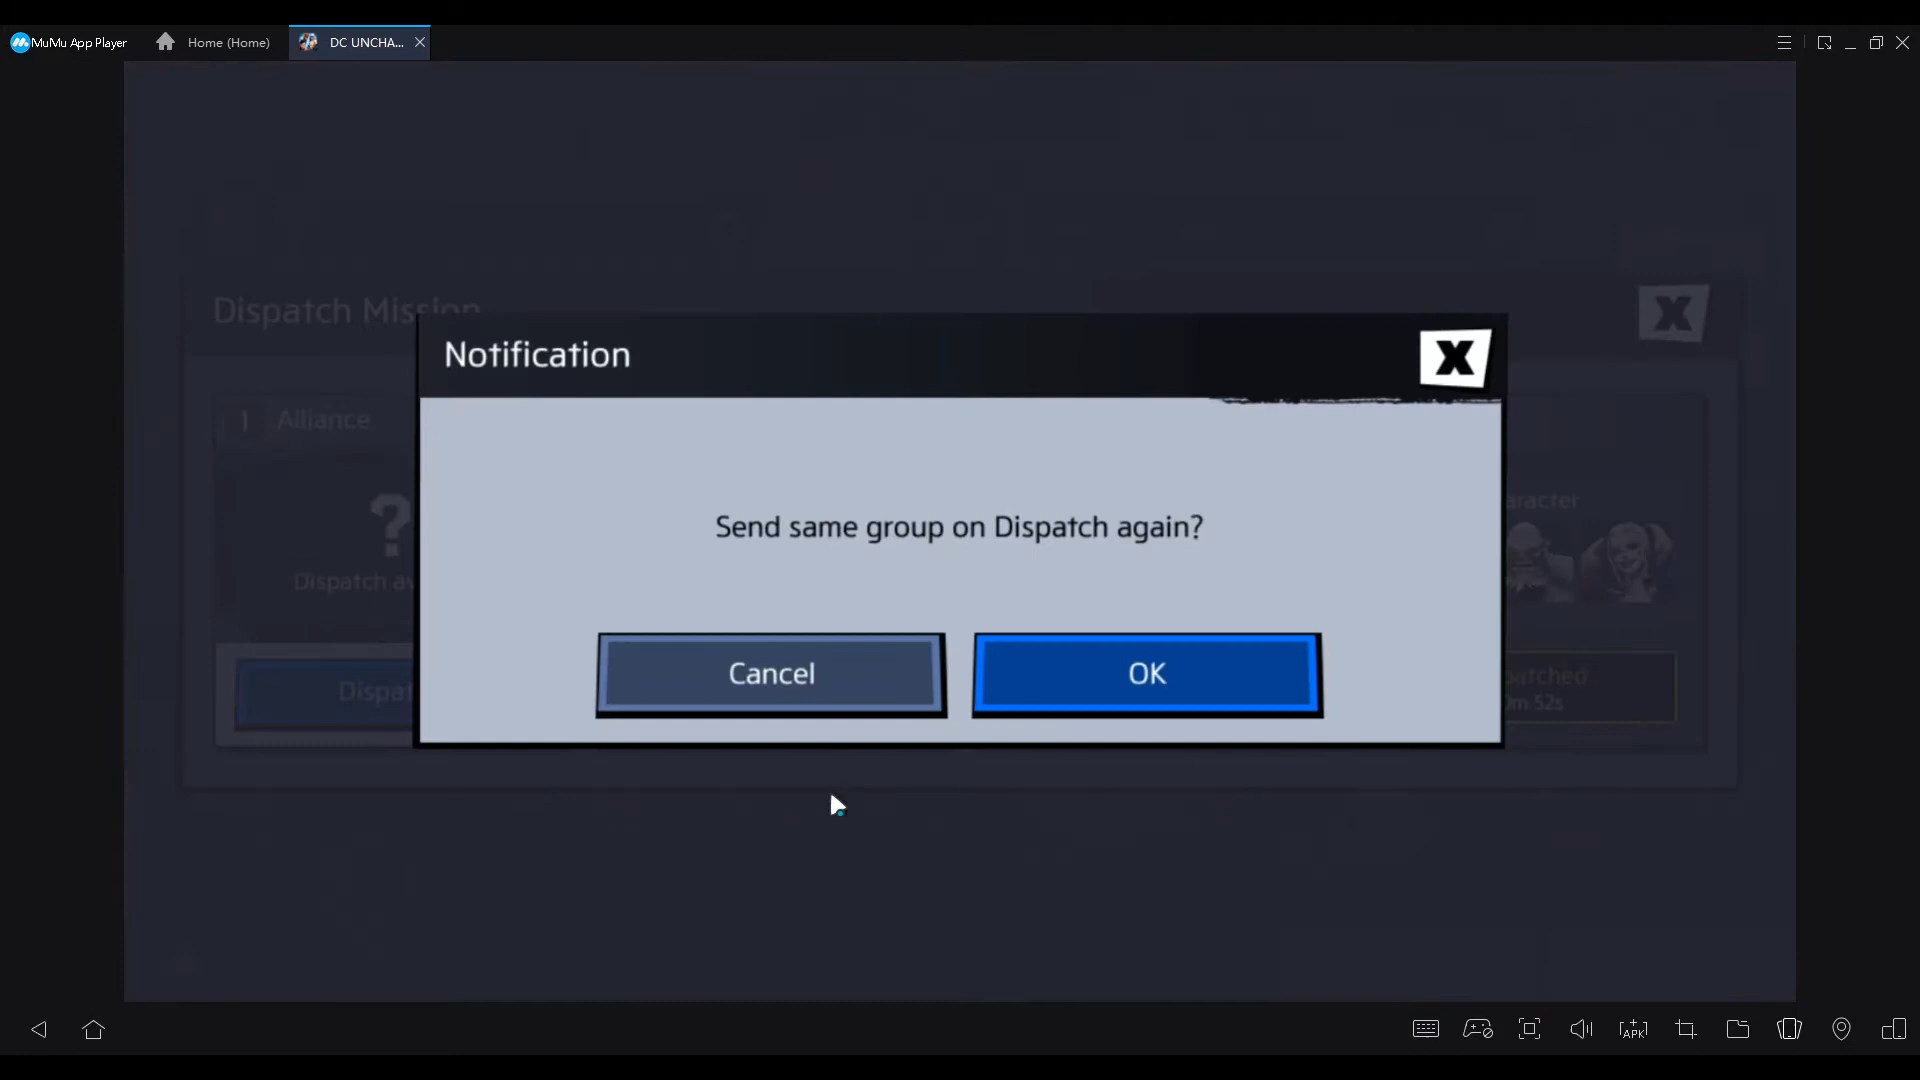 MuMu App Player
Home (Home)
DC UNCHA...
Dispatch Mission
Notification
X
X
1 Alliance
Send same group on Dispatch again?
?
Cancel
OK